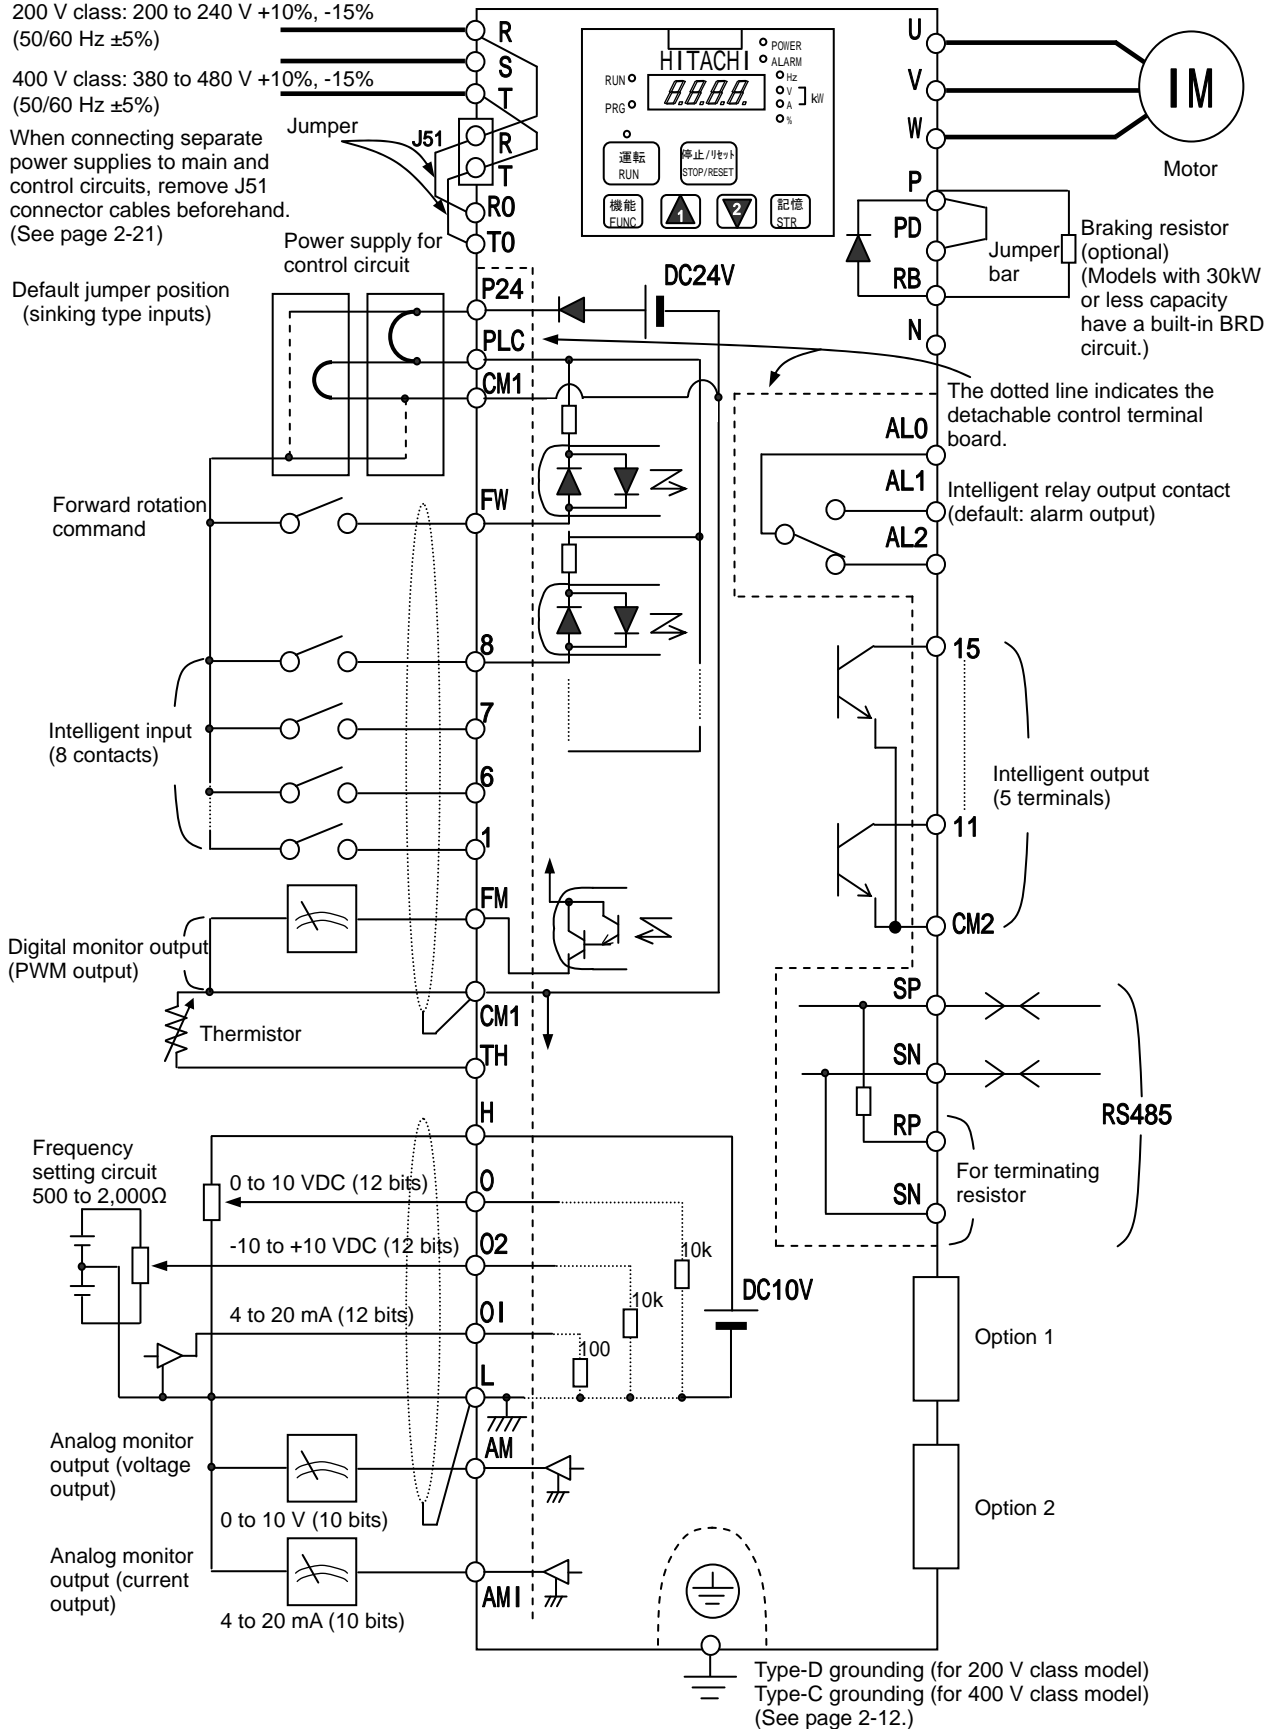 200 V class: 200 to 240 V +10%, -15%
(50/60 Hz ±5%)
400 V class: 380 to 480 V +10%, -15%
(50/60 Hz ±5%)
When connecting separate
power supplies to main and
control circuits, remove J51
connector cables beforehand.
(See page 2-21)
Jumper
J51
R
S
T
R
T
R0
T0
Power supply for
control circuit
HITACHI
POWER
ALARM
RUN
PRG
8.8.8.8.
Hz
V
A
kW
%
運転
RUN
停止/リセット
STOP/RESET
機能
FUNC
1
2
記憶
STR
U
V
W
IM
Motor
P
PD
RB
N
Jumper
bar
Braking resistor
(optional)
(Models with 30kW
or less capacity
have a built-in BRD
circuit.)
Default jumper position
(sinking type inputs)
P24
DC24V
PLC
CM1
The dotted line indicates the
detachable control terminal
board.
AL0
AL1
AL2
Intelligent relay output contact
(default: alarm output)
Forward rotation
command
FW
8
7
6
1
Intelligent input
(8 contacts)
15
11
CM2
Intelligent output
(5 terminals)
FM
Digital monitor output
(PWM output)
CM1
Thermistor
TH
SP
SN
RP
SN
RS485
For terminating
resistor
H
Frequency
setting circuit
500 to 2,000Ω
0 to 10 VDC (12 bits)
O
-10 to +10 VDC (12 bits)
O2
4 to 20 mA (12 bits)
OI
10k
10k
100
DC10V
L
Option 1
Option 2
Analog monitor
output (voltage
output)
AM
0 to 10 V (10 bits)
Analog monitor
output (current
output)
AMI
4 to 20 mA (10 bits)
Type-D grounding (for 200 V class model)
Type-C grounding (for 400 V class model)
(See page 2-12.)